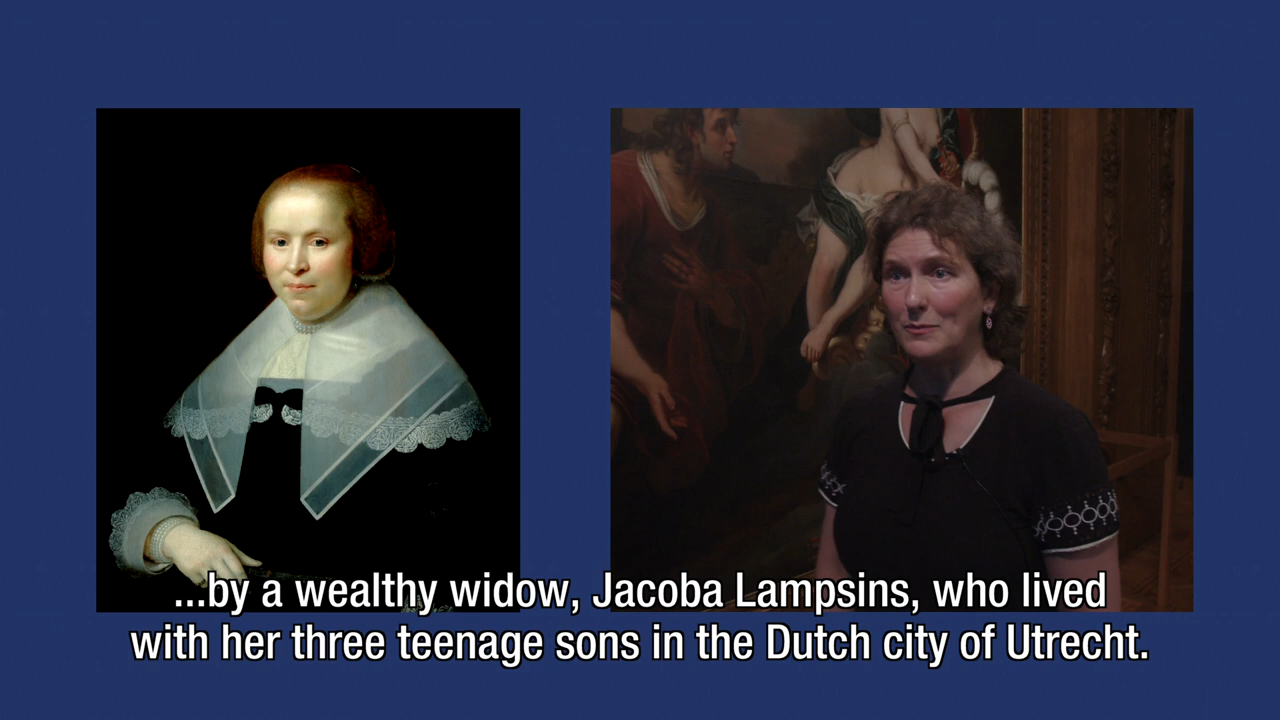 ...by a wealthy widow, Jacoba Lampsins, who lived
with her three teenage sons in the Dutch city of Utrecht.